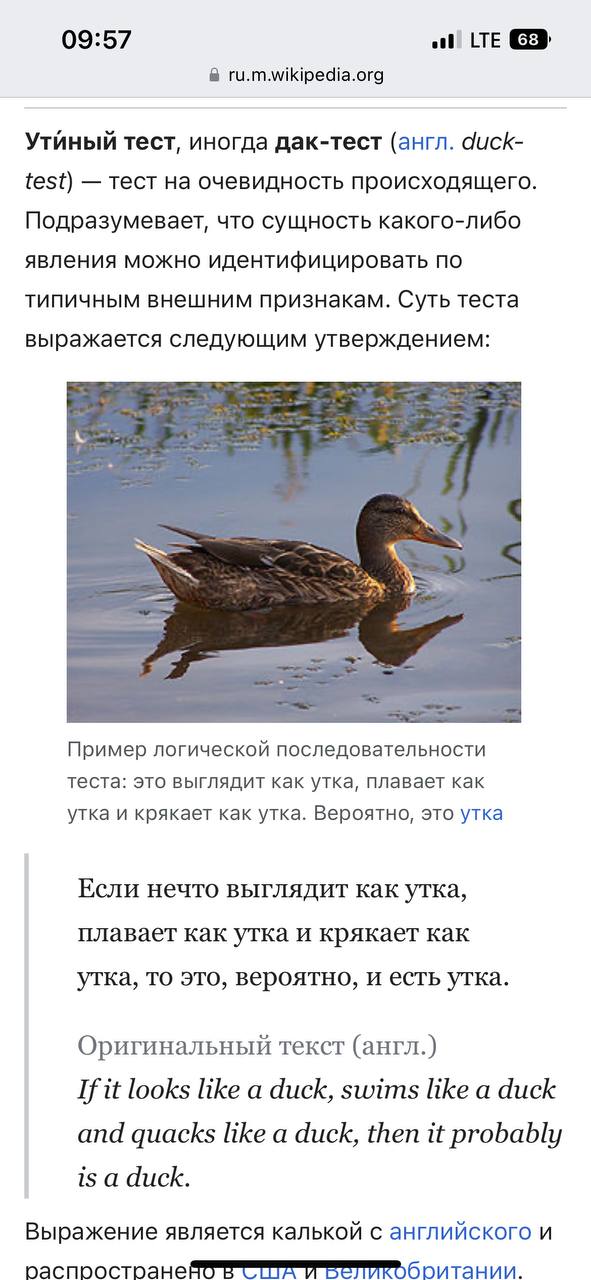 09:57
LTE 68
ru.m.wikipedia.org
Ути́ный тест, иногда дак-тест (англ. duck-
test) — тест на очевидность происходящего.
Подразумевает, что сущность какого-либо
явления можно идентифицировать по
типичным внешним признакам. Суть теста
выражается следующим утверждением:
Пример логической последовательности
теста: это выглядит как утка, плавает как
утка и крякает как утка. Вероятно, это утка
Если нечто выглядит как утка,
плавает как утка и крякает как
утка, то это, вероятно, и есть утка.
Оригинальный текст (англ.)
If it looks like a duck, swims like a duck
and quacks like a duck, then it probably
is a duck.
Выражение является калькой с английского и
распространено в США и Великобритании.